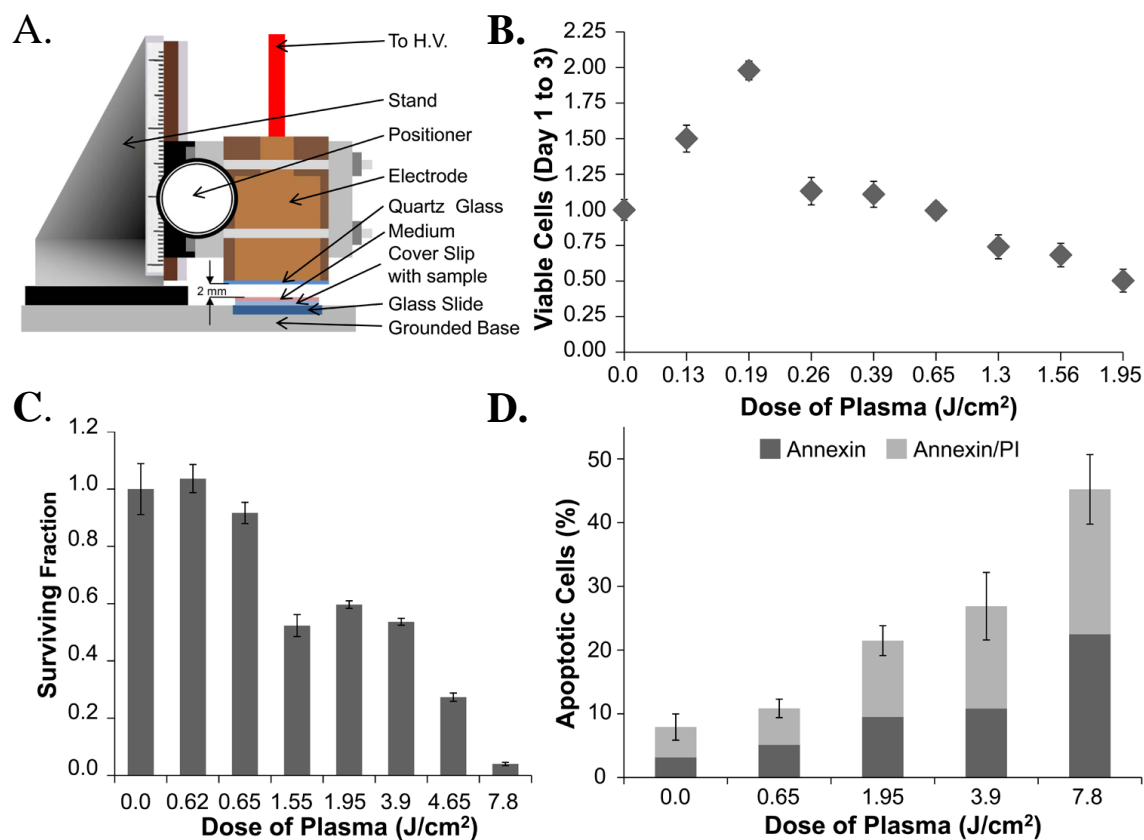 A.
To H.V.
Stand
Positioner
Electrode
Quartz Glass
Medium
Cover Slip
with sample
Glass Slide
Grounded Base
2 mm
B.
Viable Cells (Day 1 to 3)
2.25
2.00
1.75
1.50
1.25
1.00
0.75
0.50
0.25
0.00
0.0 0.13 0.19 0.26 0.39 0.65 1.3 1.56 1.95
Dose of Plasma (J/cm²)
C.
Surviving Fraction
1.2
1.0
0.8
0.6
0.4
0.2
0.0
0.0 0.62 0.65 1.55 1.95 3.9 4.65 7.8
Dose of Plasma (J/cm²)
D.
Annexin Annexin/PI
Apoptotic Cells (%)
50
40
30
20
10
0
0.0 0.65 1.95 3.9 7.8
Dose of Plasma (J/cm²)